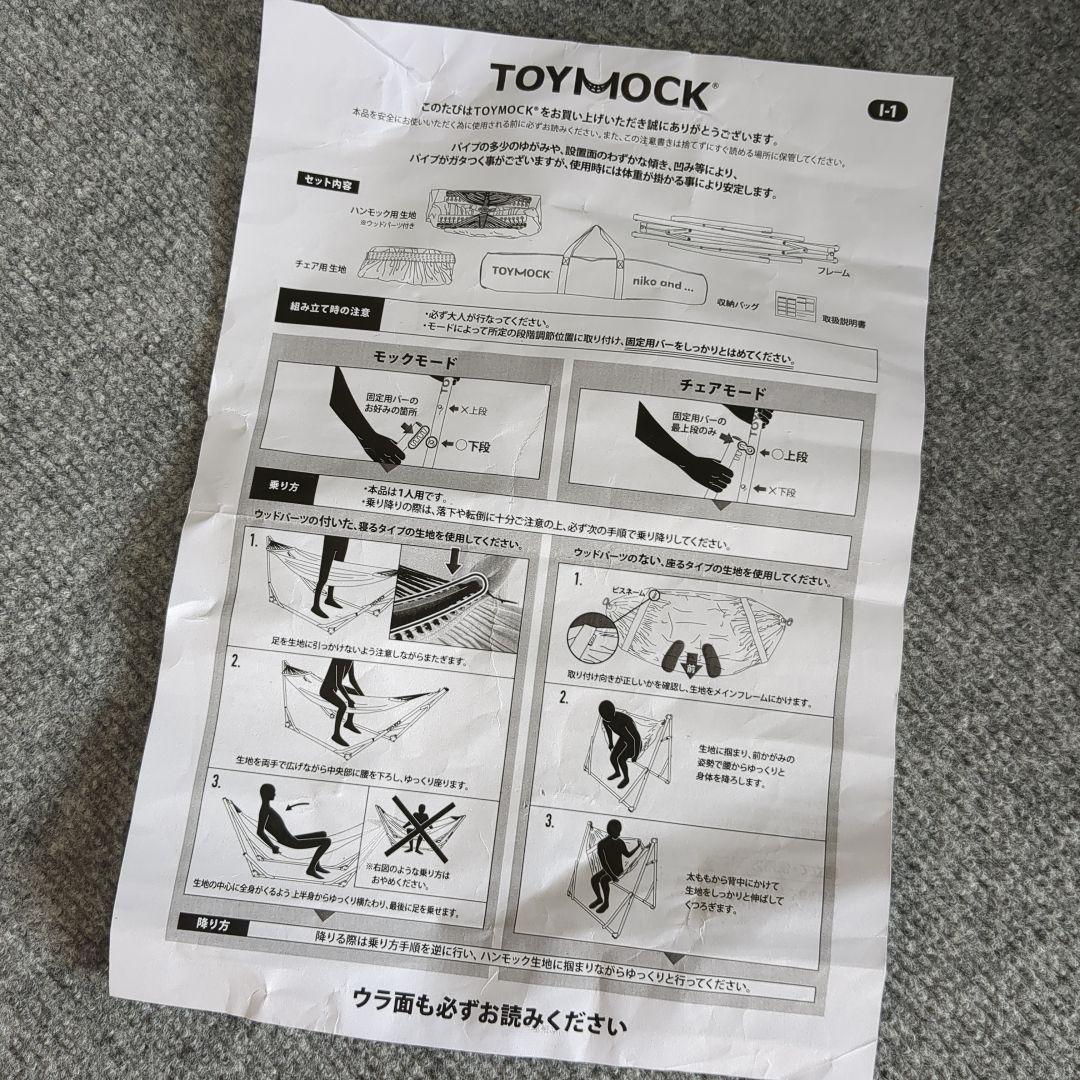 TOYMOCK®
I-1
このたびはTOYMOCK®をお買い上げいただき誠にありがとうございます。
本品を安全にお使いいただく為に使用される前に必ずお読みください。また、この注意書きは捨てずにすぐ読める場所に保管してください。
パイプの多少のゆがみや、設置面のわずかな傾き、凹み等により、
パイプがガタつく事がございますが、使用時には体重が掛かる事により安定します。
セット内容
ハンモック用 生地
※ウッドパーツ付き
チェア用 生地
TOYMOCK
niko and ...
フレーム
収納バッグ
取扱説明書
組み立て時の注意
・必ず大人が行なってください。
・モードによって所定の段階調節位置に取り付け、固定用バーをしっかりとはめてください。
モックモード
固定用バーの
お好みの箇所
×上段
○下段
チェアモード
固定用バーの
最上段のみ
○上段
×下段
乗り方
・本品は1人用です。
・乗り降りの際は、落下や転倒に十分ご注意の上、必ず次の手順で乗り降りしてください。
ウッドパーツの付いた、寝るタイプの生地を使用してください。
1.
足を生地に引っかけないよう注意しながらまたぎます。
2.
生地を両手で広げながら中央部に腰を下ろし、ゆっくり座ります。
3.
※右図のような乗り方は
おやめください。
生地の中心に全身がくるよう上半身からゆっくり横たわり、最後に足を乗せます。
ウッドパーツのない、座るタイプの生地を使用してください。
1.
ピスネーム
前
取り付け向きが正しいかを確認し、生地をメインフレームにかけます。
2.
生地に掴まり、前かがみの
姿勢で腰からゆっくりと
身体を降ろします。
3.
太ももから背中にかけて
生地をしっかりと伸ばして
くつろぎます。
降り方
降りる際は乗り方手順を逆に行い、ハンモック生地に掴まりながらゆっくりと行ってください。
ウラ面も必ずお読みください